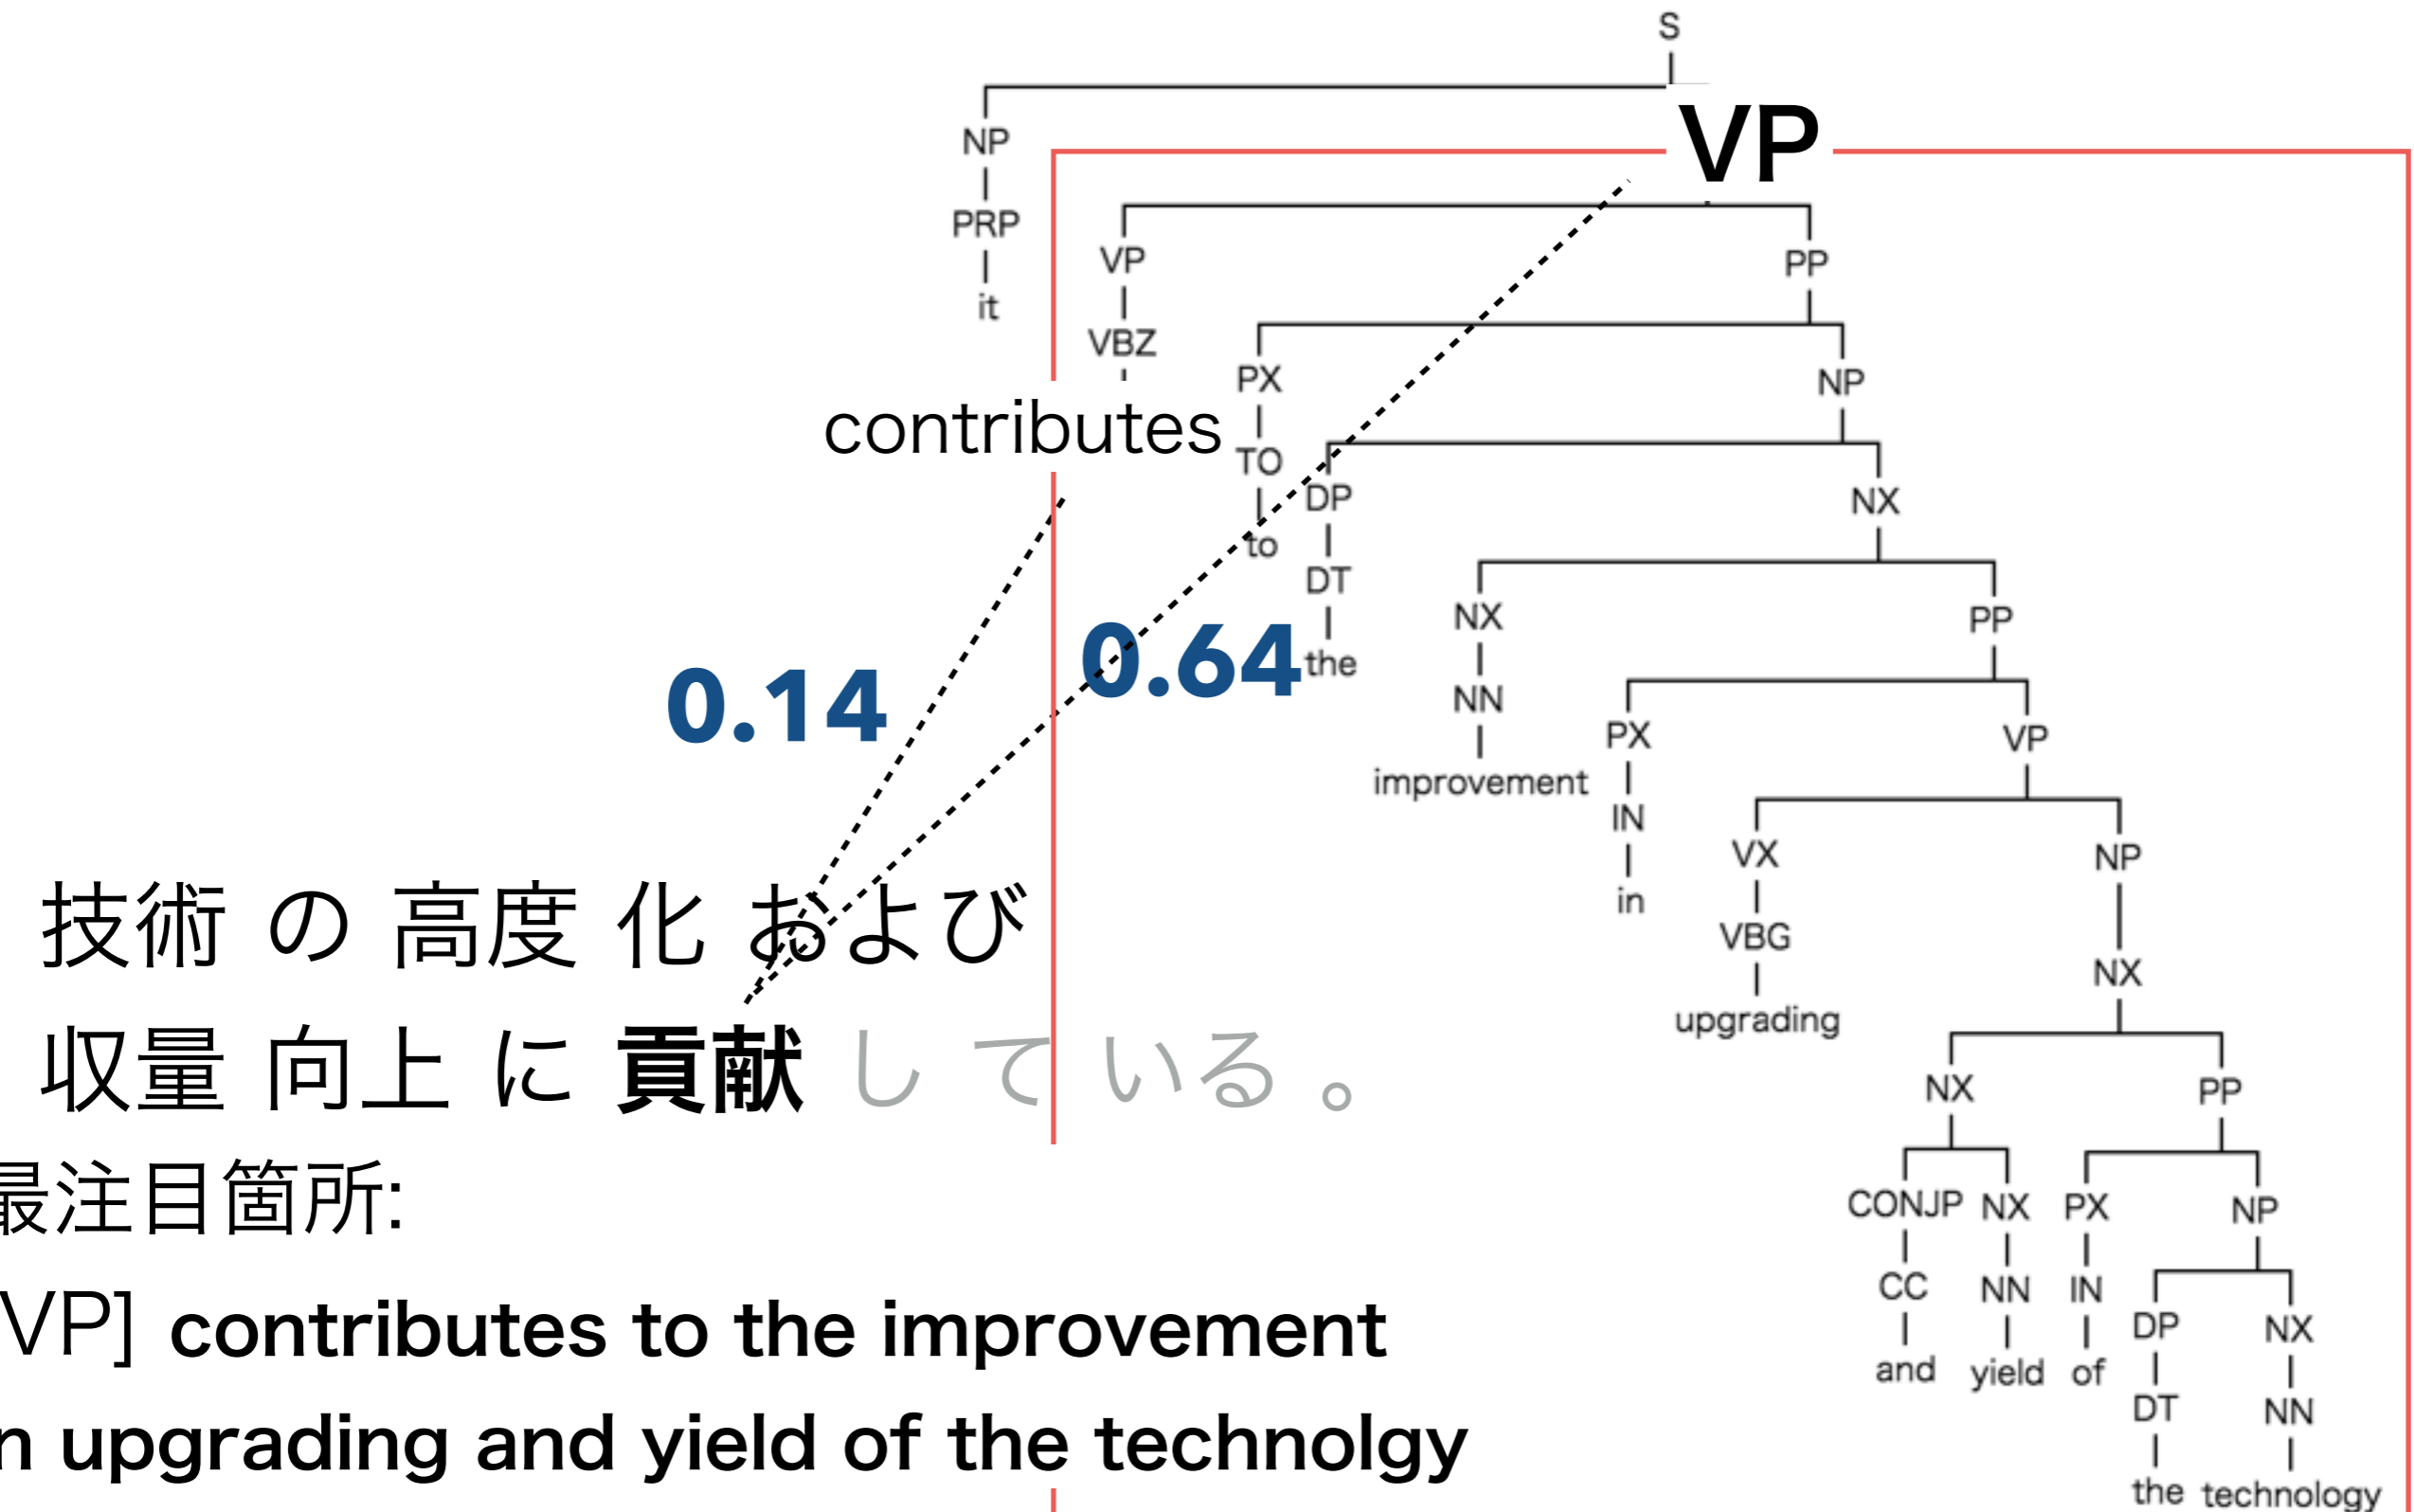 S
NP
VP
PRP
VP
PP
it
VBZ
PX
NP
contributes
TO
DP
NX
to
DT
NX
PP
0.14
0.64
the
NN
PX
VP
improvement
IN
VX
NP
in
VBG
NX
upgrading
技術 の 高度 化 および
収量 向上 に 貢献 し て いる 。
NX
PP
最注目箇所:
CONJP NX PX NP
CC NN IN DP NX
and yield of DT NN
the technology
VP] contributes to the improvement
n upgrading and yield of the technolgy